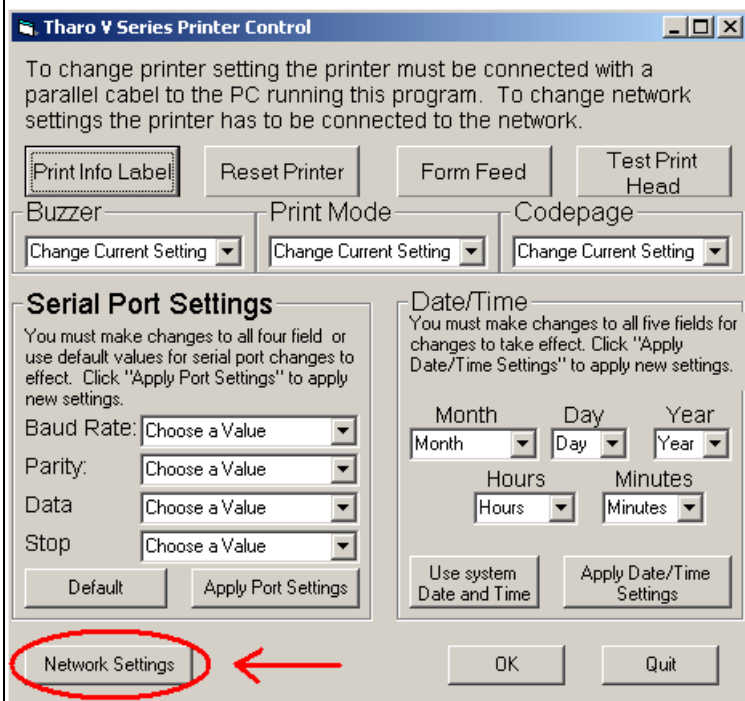 Tharo V Series Printer Control
To change printer setting the printer must be connected with a
parallel cabel to the PC running this program. To change network
settings the printer has to be connected to the network.
Print Info Label
Reset Printer
Form Feed
Test Print
Head
Buzzer
Print Mode
Codepage
Change Current Setting
Change Current Setting
Change Current Setting
Serial Port Settings
You must make changes to all four field or
use default values for serial port changes to
effect. Click "Apply Port Settings" to apply
new settings.
Baud Rate: Choose a Value
Parity: Choose a Value
Data Choose a Value
Stop Choose a Value
Default
Apply Port Settings
Date/Time
You must make changes to all five fields for
changes to take effect. Click "Apply
Date/Time Settings" to apply new settings.
Month Day Year
Month Day Year
Hours Minutes
Hours Minutes
Use system
Date and Time
Apply Date/Time
Settings
Network Settings
OK
Quit